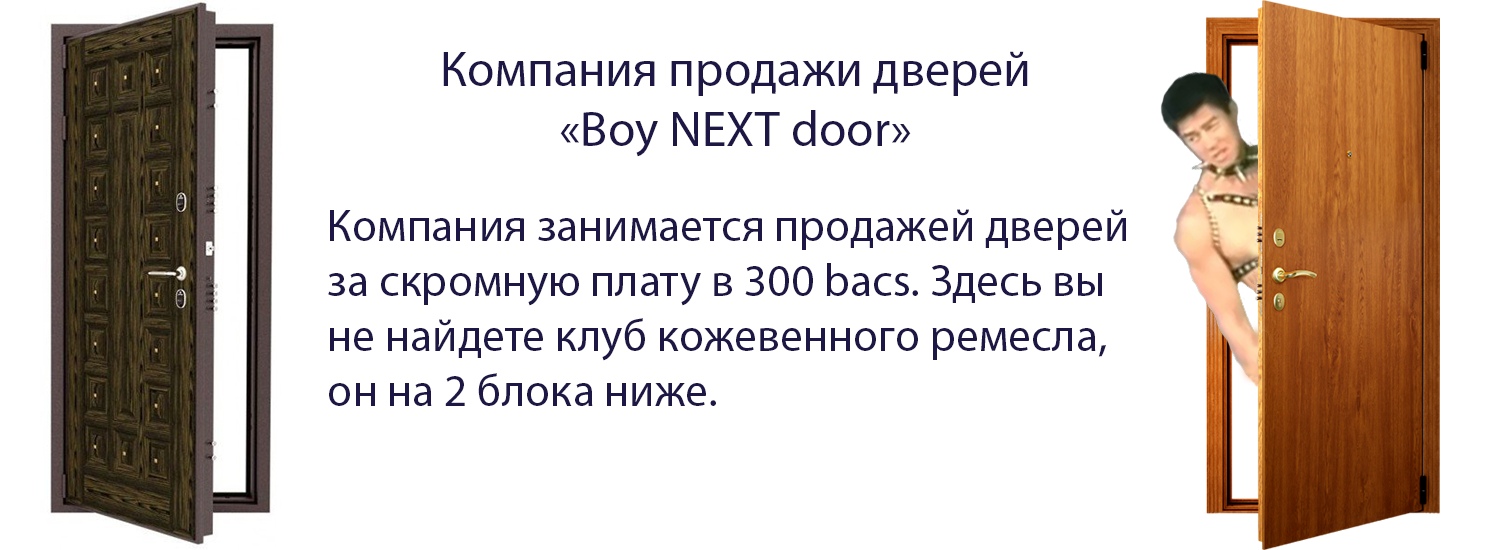 Компания продажи дверей
«Boy NEXT door»
Компания занимается продажей дверей
за скромную плату в 300 bacs. Здесь вы
не найдете клуб кожевенного ремесла,
он на 2 блока ниже.